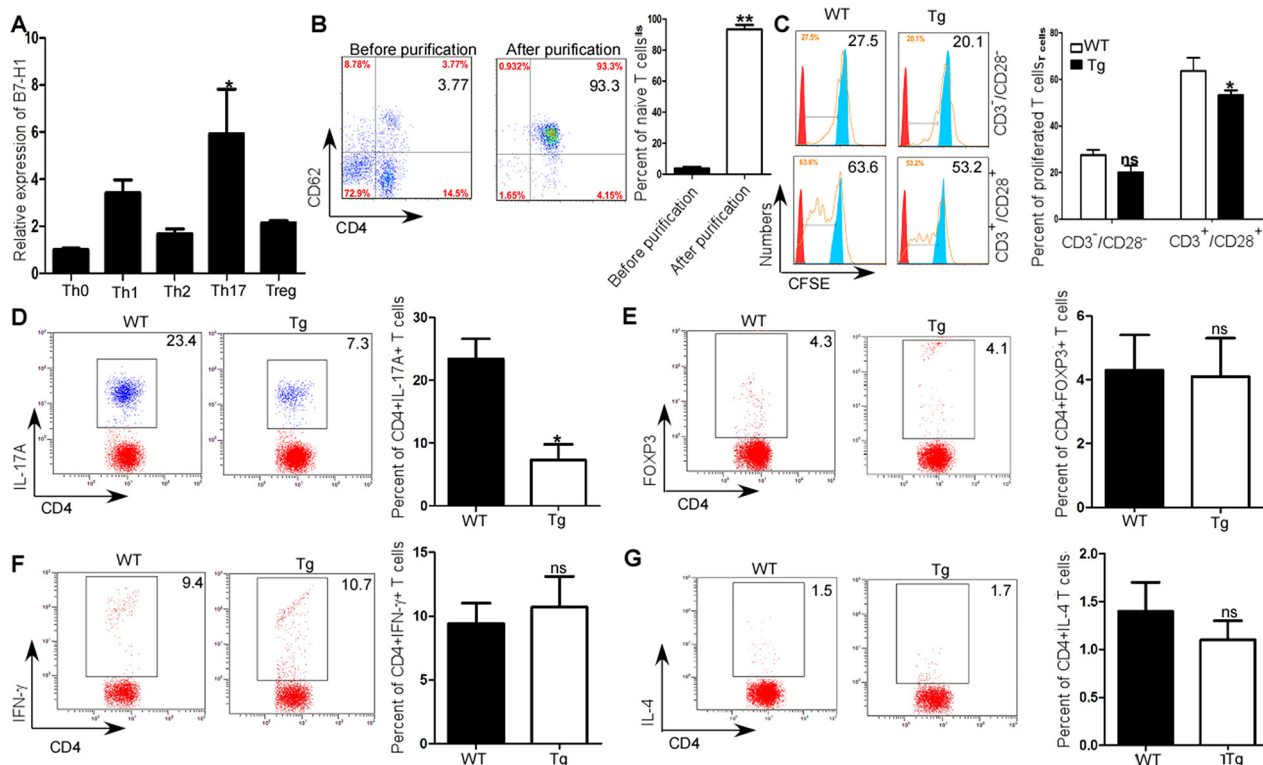 A
Relative expression of B7-H1
10
8
6
4
2
0
Th0 Th1 Th2 Th17 Treg
*
B
Before purification
8.78% 3.77%
3.77
72.9% 14.5%
After purification
0.932% 93.3%
93.3
1.65% 4.15%
CD62
CD4
Percent of naive T cells
100
80
60
40
20
0
**
Before purification
After purification
C
WT Tg
27.5% 27.5
20.1% 20.1
CD3-/CD28-
63.6% 63.6
53.2% 53.2
CD3+/CD28+
Numbers
CFSE
WT
Tg
Percent of proliferated T cells
80
60
40
20
0
ns
*
CD3-/CD28- CD3+/CD28+
D
WT Tg
23.4 7.3
IL-17A
CD4
Percent of CD4+IL-17A+ T cells
30
20
10
0
*
WT Tg
E
WT Tg
4.3 4.1
FOXP3
CD4
Percent of CD4+FOXP3+ T cells
6
4
2
0
ns
WT Tg
F
WT Tg
9.4 10.7
IFN-γ
CD4
Percent of CD4+IFN-γ+ T cells
15
10
5
0
ns
WT Tg
G
WT Tg
1.5 1.7
IL-4
CD4
Percent of CD4+IL-4 T cells
2.0
1.5
1.0
0.5
0.0
ns
WT Tg